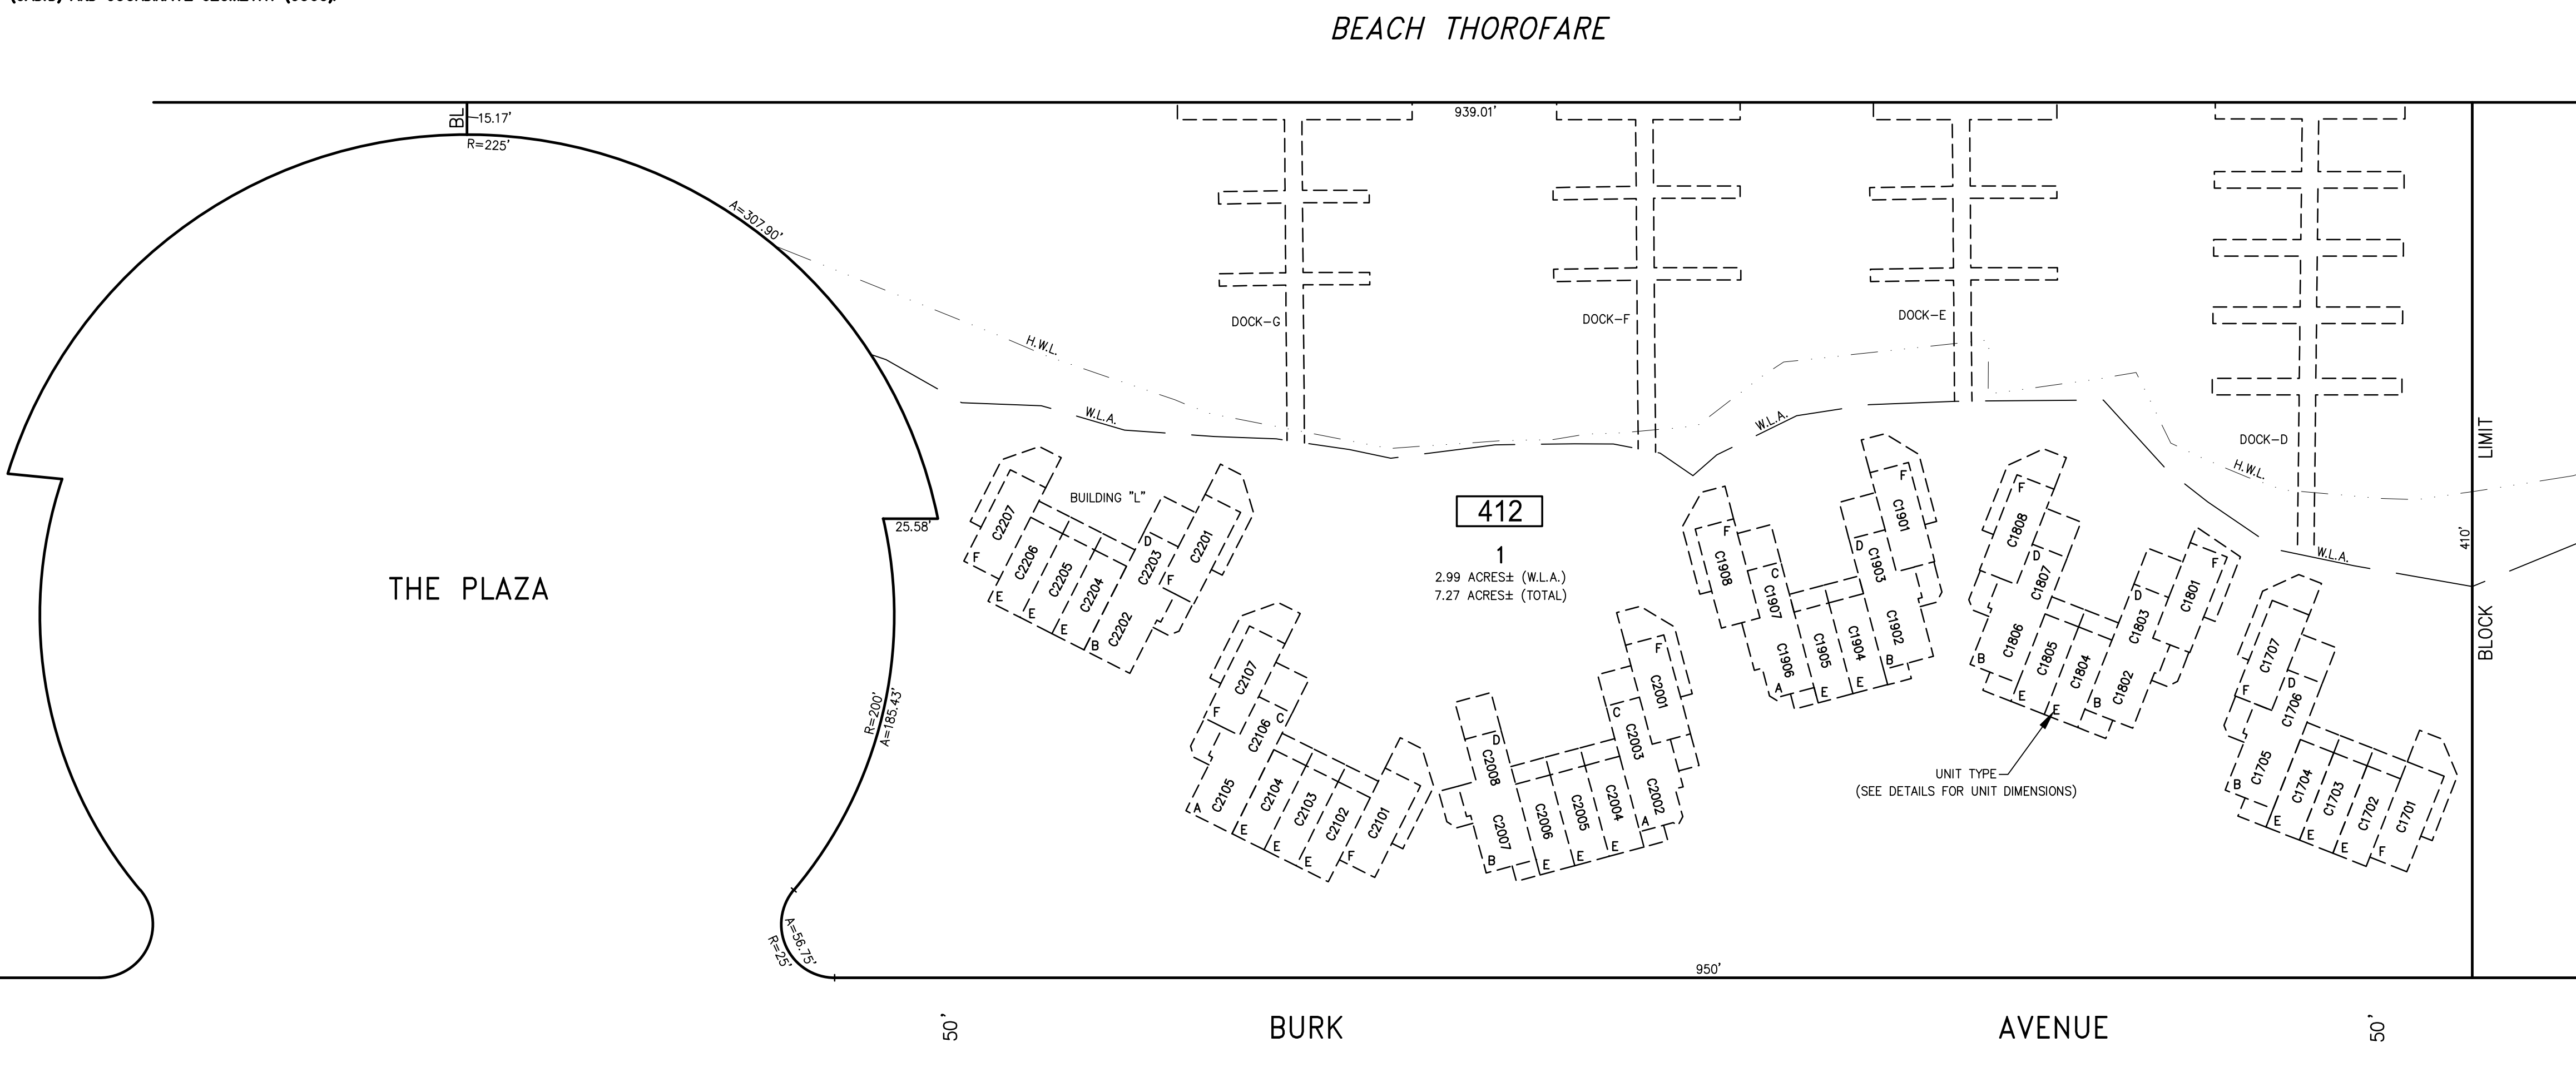 BEACH THOROFARE
BL
15.17'
R=225'
939.01'
A=307.90'
H.W.L.
W.L.A.
DOCK-G
DOCK-F
DOCK-E
DOCK-D
W.L.A.
H.W.L.
W.L.A.
LIMIT
410'
BLOCK
25.58'
THE PLAZA
R=200'
A=185.43'
A=56.75'
R=25'
BUILDING "L"
C2207
F
C2206
E
C2205
E
C2204
E
C2203
D
C2202
B
C2201
F
412
1
2.99 ACRES± (W.L.A.)
7.27 ACRES± (TOTAL)
C2107
F
C2106
C
C2105
A
C2104
E
C2103
E
C2102
E
C2101
F
C2008
D
C2007
B
C2006
E
C2005
E
C2004
E
C2003
C
C2002
A
C2001
F
C1908
F
C1907
C
C1906
A
C1905
E
C1904
E
C1903
D
C1902
B
C1901
F
C1808
F
C1807
D
C1806
B
C1805
E
C1804
E
C1803
D
C1802
B
C1801
F
UNIT TYPE
(SEE DETAILS FOR UNIT DIMENSIONS)
C1707
F
C1706
D
C1705
B
C1704
E
C1703
E
C1702
E
C1701
F
950'
50'
BURK
AVENUE
50'